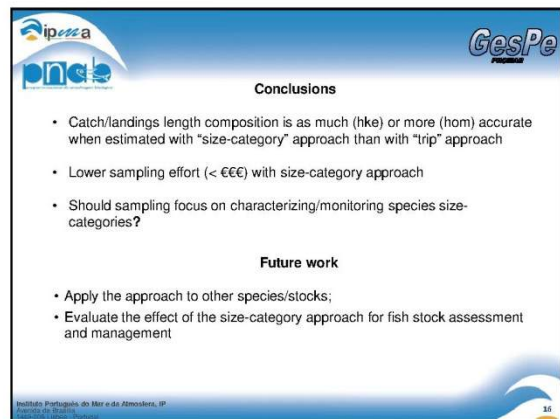 ipma
GesPe
pnab
Conclusions
• Catch/landings length composition is as much (hke) or more (hom) accurate
when estimated with “size-category” approach than with “trip” approach
• Lower sampling effort (< €€€) with size-category approach
• Should sampling focus on characterizing/monitoring species size-
categories?
Future work
• Apply the approach to other species/stocks;
• Evaluate the effect of the size-category approach for fish stock assessment
and management
Instituto Português do Mar e da Atmosfera, IP
Avenida de Brasília